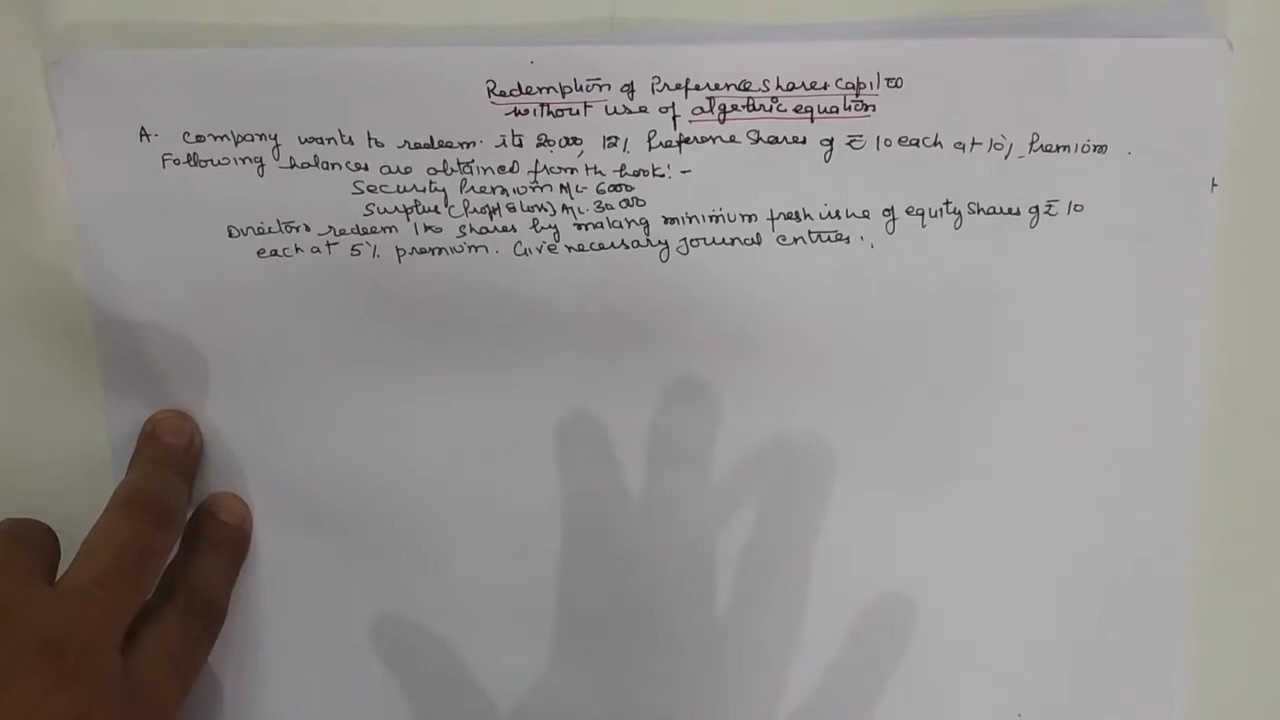 Redemption of Preference shares capital
without use of algebric equation
A. Company wants to redeem its 20,000, 12% Preference Shares of ₹ 10 each at 10% Premium.
Following balances are obtained from the book:-
Security Premium A/c 6000
Surplus (Profit & Loss) A/c. 30000
Directors redeem the shares by making minimum fresh issue of equity shares of ₹ 10
each at 5% premium. Give necessary journal entries.